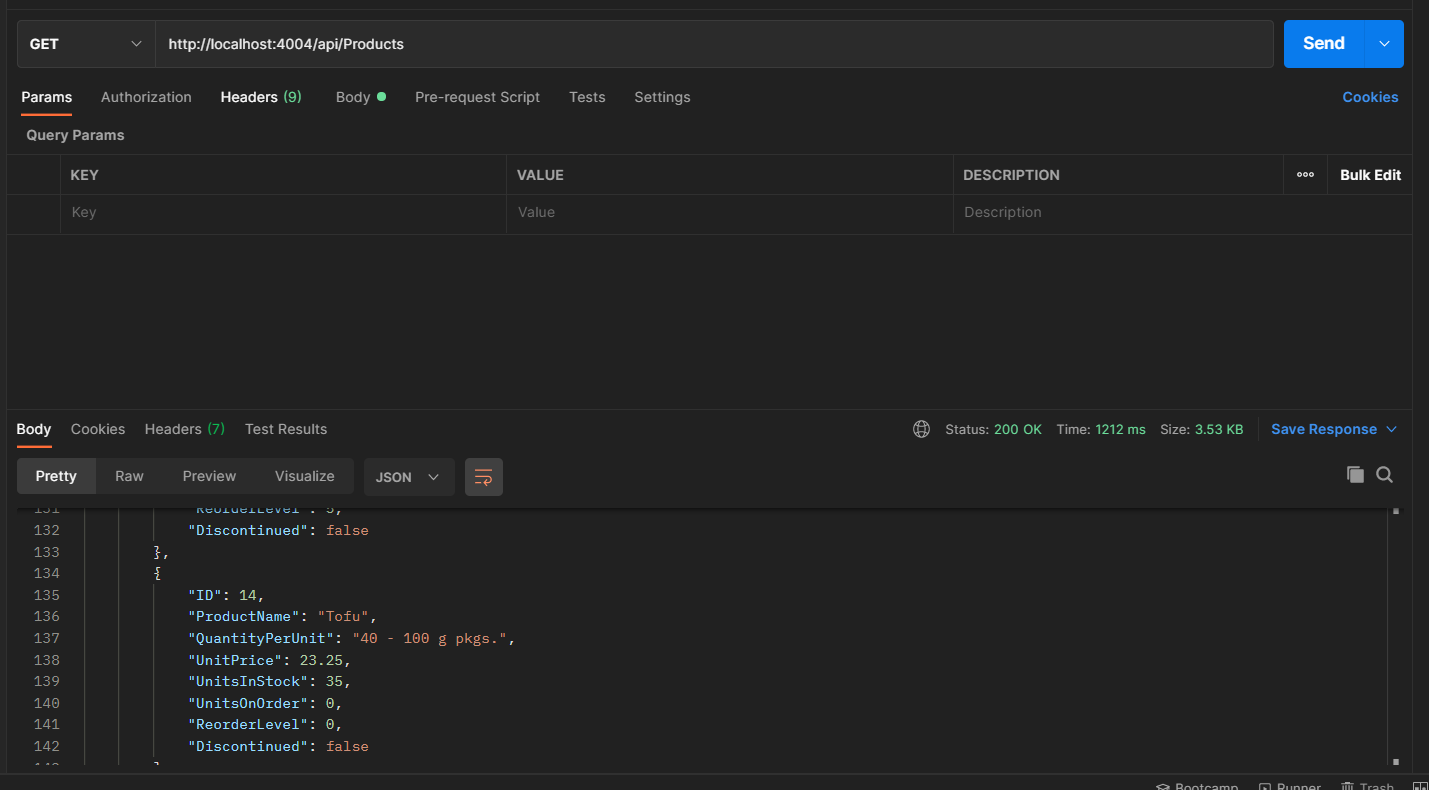 GET http://localhost:4004/api/Products Send
Params Authorization Headers (9) Body Pre-request Script Tests Settings Cookies
Query Params
KEY VALUE DESCRIPTION Bulk Edit
Key Value Description
Body Cookies Headers (7) Test Results Status: 200 OK Time: 1212 ms Size: 3.53 KB Save Response
Pretty Raw Preview Visualize JSON
131 "ReorderLevel": 5,
132 "Discontinued": false
133 },
134 {
135 "ID": 14,
136 "ProductName": "Tofu",
137 "QuantityPerUnit": "40 - 100 g pkgs.",
138 "UnitPrice": 23.25,
139 "UnitsInStock": 35,
140 "UnitsOnOrder": 0,
141 "ReorderLevel": 0,
142 "Discontinued": false
Bootcamp Runner Trash